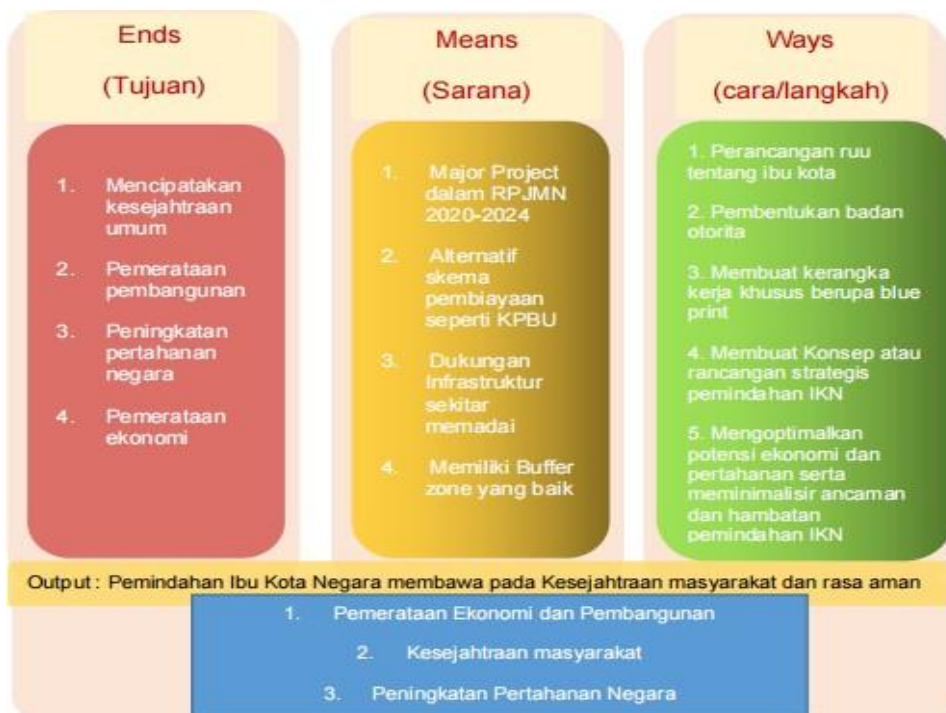 Ends
(Tujuan)
1. Mencipatakan
kesejahtraan
umum
2. Pemerataan
pembangunan
3. Peningkatan
pertahanan
negara
4. Pemerataan
ekonomi
Means
(Sarana)
1. Major Project
dalam RPJMN
2020-2024
2. Alternatif
skema
pembiayaan
seperti KPBU
3. Dukungan
Infrastruktur
sekitar
memadai
4. Memiliki Buffer
zone yang baik
Ways
(cara/langkah)
1. Perancangan ruu
tentang ibu kota
2. Pembentukan badan
otorita
3. Membuat kerangka
kerja khusus berupa blue
print
4. Membuat Konsep atau
rancangan strategis
pemindahan IKN
5. Mengoptimalkan
potensi ekonomi dan
pertahanan serta
meminimalisir ancaman
dan hambatan
pemindahan IKN
Output : Pemindahan Ibu Kota Negara membawa pada Kesejahtraan masyarakat dan rasa aman
1. Pemerataan Ekonomi dan Pembangunan
2. Kesejahtraan masyarakat
3. Peningkatan Pertahanan Negara